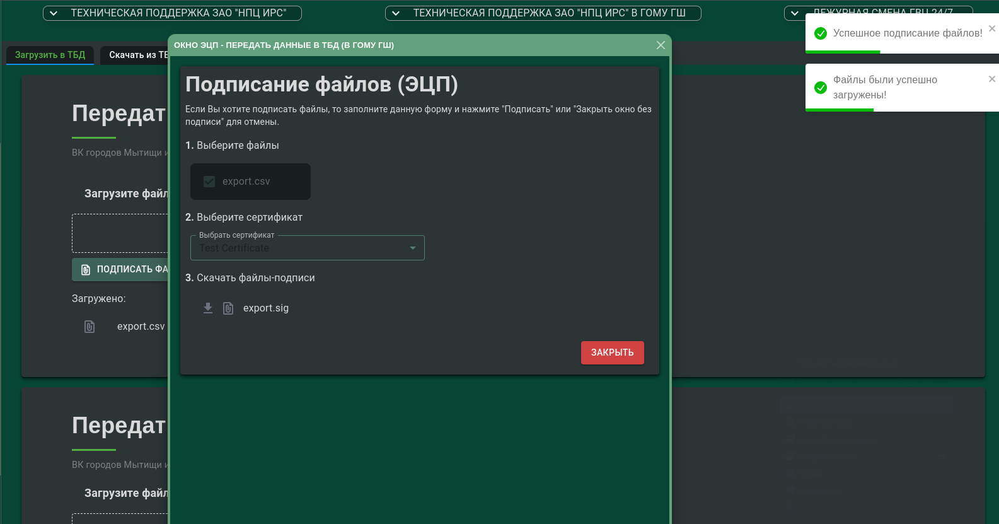 ТЕХНИЧЕСКАЯ ПОДДЕРЖКА ЗАО "НПЦ ИРС"
ТЕХНИЧЕСКАЯ ПОДДЕРЖКА ЗАО "НПЦ ИРС" В ГОМУ ГШ
ДЕЖУРНАЯ СМЕНА ГВЦ 24/7
Успешное подписание файлов!
Файлы были успешно
загружены!
Загрузить в ТБД
Скачать из ТБ
ОКНО ЭЦП - ПЕРЕДАТЬ ДАННЫЕ В ТБД (В ГОМУ ГШ)
Подписание файлов (ЭЦП)
Если Вы хотите подписать файлы, то заполните данную форму и нажмите "Подписать" или "Закрыть окно без
подписи" для отмены.
1. Выберите файлы
export.csv
2. Выберите сертификат
Выбрать сертификат
Test Certificate
3. Скачать файлы-подписи
export.sig
ЗАКРЫТЬ
Передат
ВК городов Мытищи и
Загрузите файл
ПОДПИСАТЬ ФА
Загружено:
export.csv
Передат
ВК городов Мытищи и
Загрузите файл